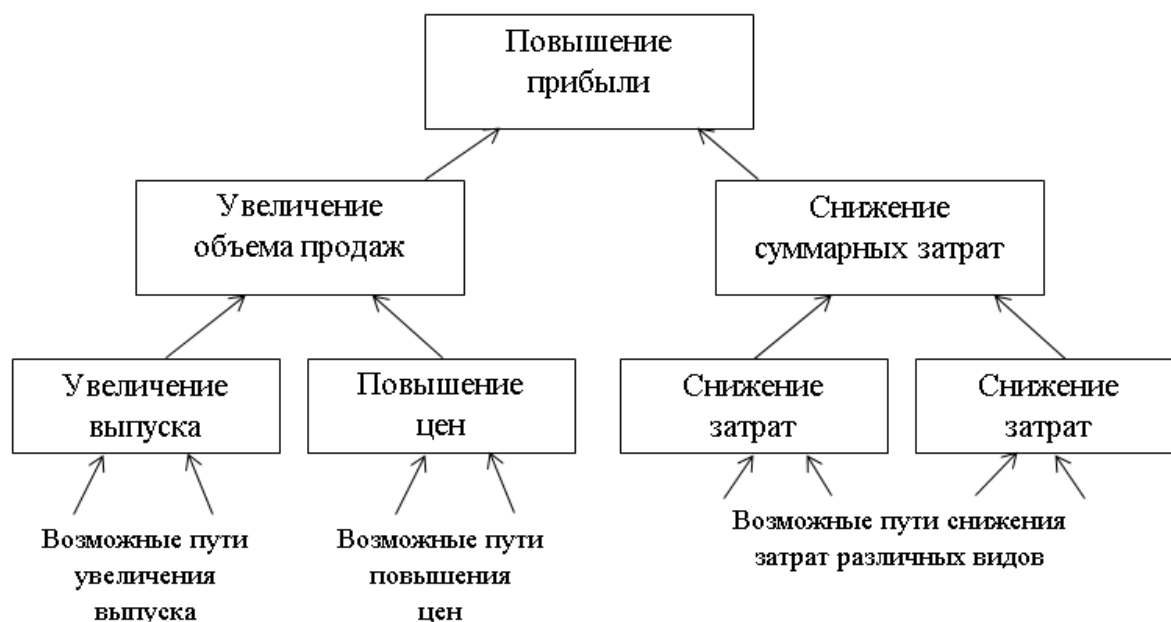 Повышение
прибыли
Увеличение
объема продаж
Снижение
суммарных затрат
Увеличение
выпуска
Повышение
цен
Снижение
затрат
Снижение
затрат
Возможные пути
увеличения
выпуска
Возможные пути
повышения
цен
Возможные пути снижения
затрат различных видов